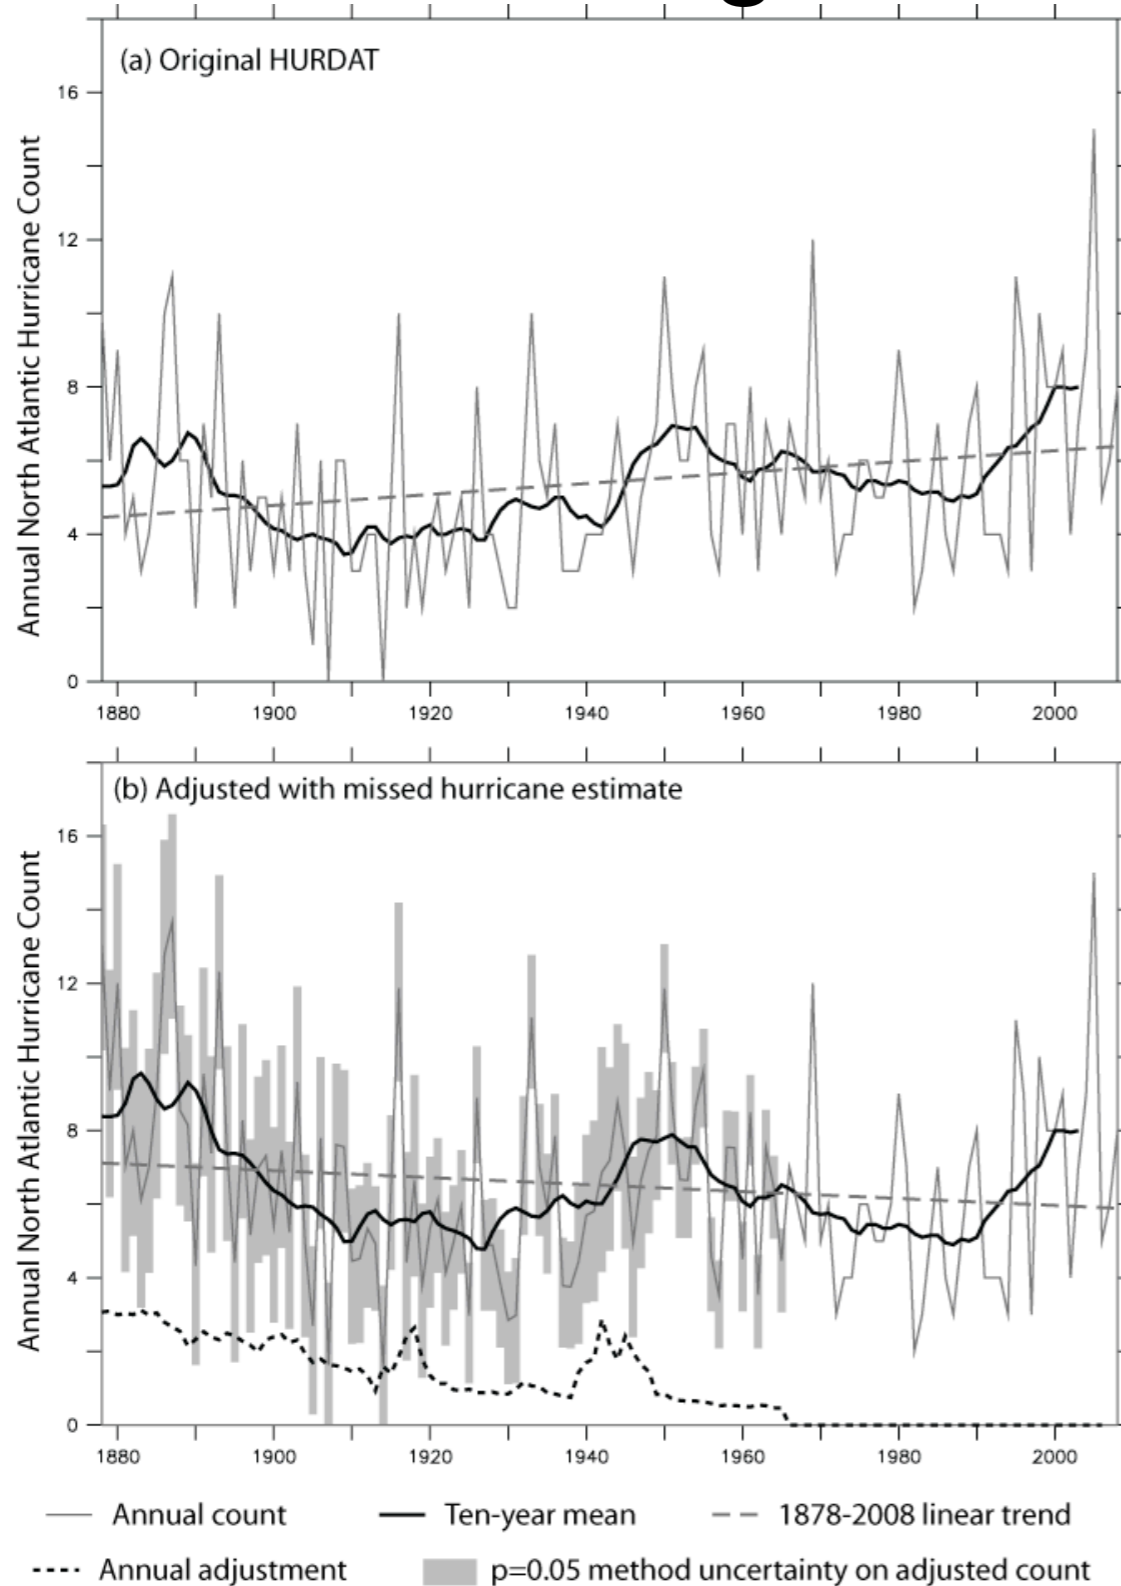 (a) Original HURDAT
Annual North Atlantic Hurricane Count
16
12
8
4
0
1880 1900 1920 1940 1960 1980 2000
(b) Adjusted with missed hurricane estimate
Annual North Atlantic Hurricane Count
16
12
8
4
0
1880 1900 1920 1940 1960 1980 2000
Annual count Ten-year mean 1878-2008 linear trend
Annual adjustment p=0.05 method uncertainty on adjusted count